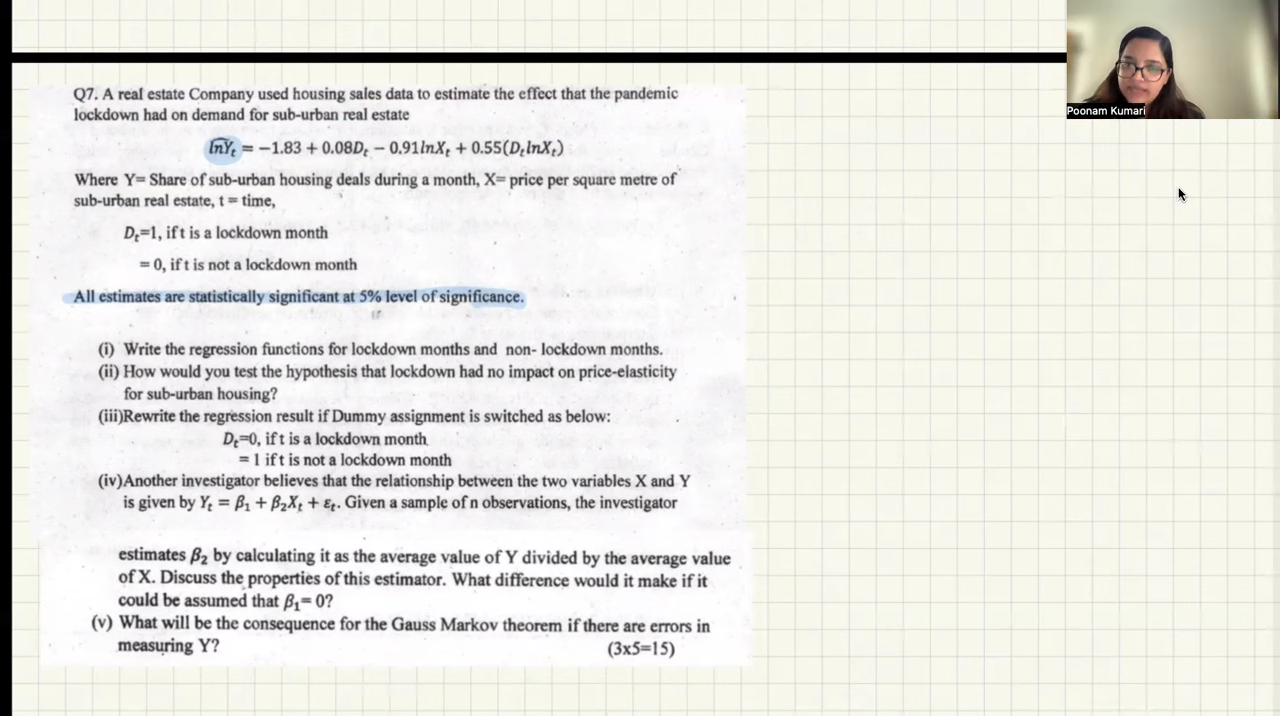 Poonam Kumari
Q7. A real estate Company used housing sales data to estimate the effect that the pandemic
lockdown had on demand for sub-urban real estate
l̂nYₜ = −1.83 + 0.08Dₜ − 0.91lnXₜ + 0.55(DₜlnXₜ)
Where Y= Share of sub-urban housing deals during a month, X= price per square metre of
sub-urban real estate, t = time,
Dₜ=1, if t is a lockdown month
= 0, if t is not a lockdown month
All estimates are statistically significant at 5% level of significance.
(i) Write the regression functions for lockdown months and non- lockdown months.
(ii) How would you test the hypothesis that lockdown had no impact on price-elasticity
for sub-urban housing?
(iii)Rewrite the regression result if Dummy assignment is switched as below:
Dₜ=0, if t is a lockdown month
= 1 if t is not a lockdown month
(iv)Another investigator believes that the relationship between the two variables X and Y
is given by Yₜ = β₁ + β₂Xₜ + εₜ. Given a sample of n observations, the investigator
estimates β₂ by calculating it as the average value of Y divided by the average value
of X. Discuss the properties of this estimator. What difference would it make if it
could be assumed that β₁= 0?
(v) What will be the consequence for the Gauss Markov theorem if there are errors in
measuring Y? (3x5=15)